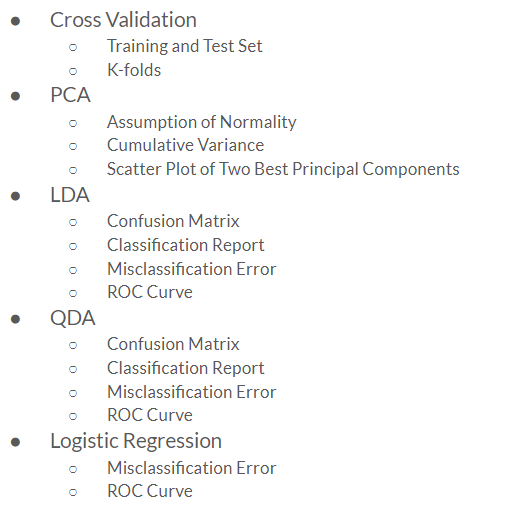 ● Cross Validation
○ Training and Test Set
○ K-folds
● PCA
○ Assumption of Normality
○ Cumulative Variance
○ Scatter Plot of Two Best Principal Components
● LDA
○ Confusion Matrix
○ Classification Report
○ Misclassification Error
○ ROC Curve
● QDA
○ Confusion Matrix
○ Classification Report
○ Misclassification Error
○ ROC Curve
● Logistic Regression
○ Misclassification Error
○ ROC Curve